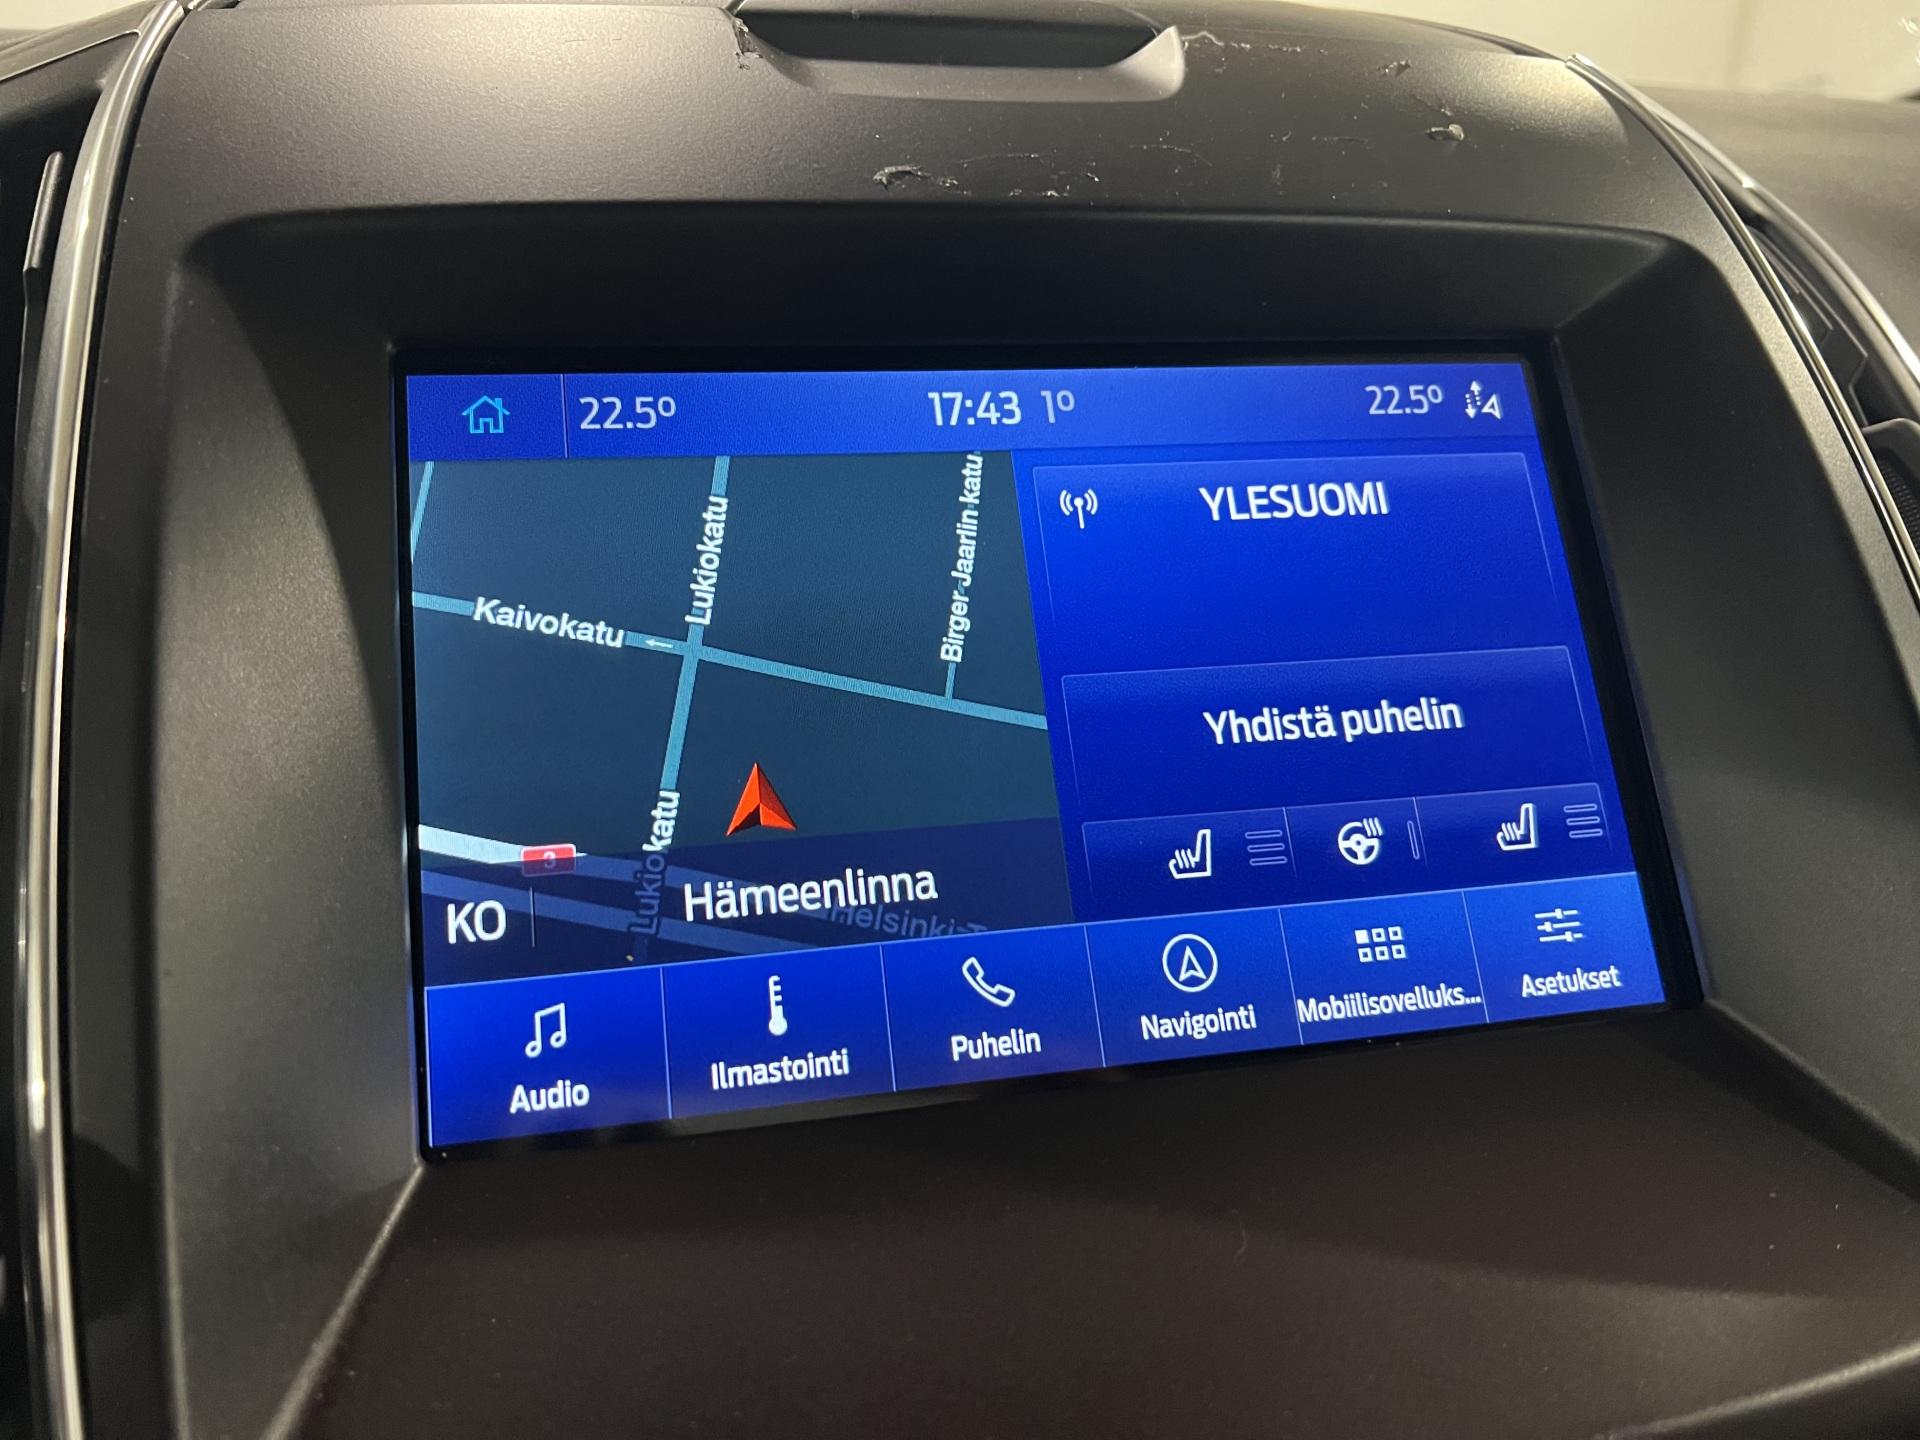 22.5° 17:43 1° 22.5°
Lukiokatu
Birger Jaarlin katu
Kaivokatu
YLESUOMI
Yhdistä puhelin
Lukiokatu
3
KO Hämeenlinna
Audio
Ilmastointi
Puhelin
Navigointi
Mobiilisovelluks...
Asetukset